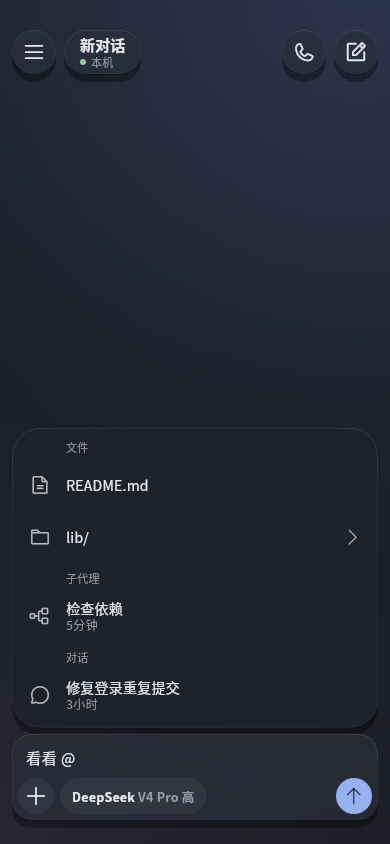 新对话
本机
文件
README.md
lib/
子代理
检查依赖
5分钟
对话
修复登录重复提交
3小时
看看 @
DeepSeek V4 Pro 高